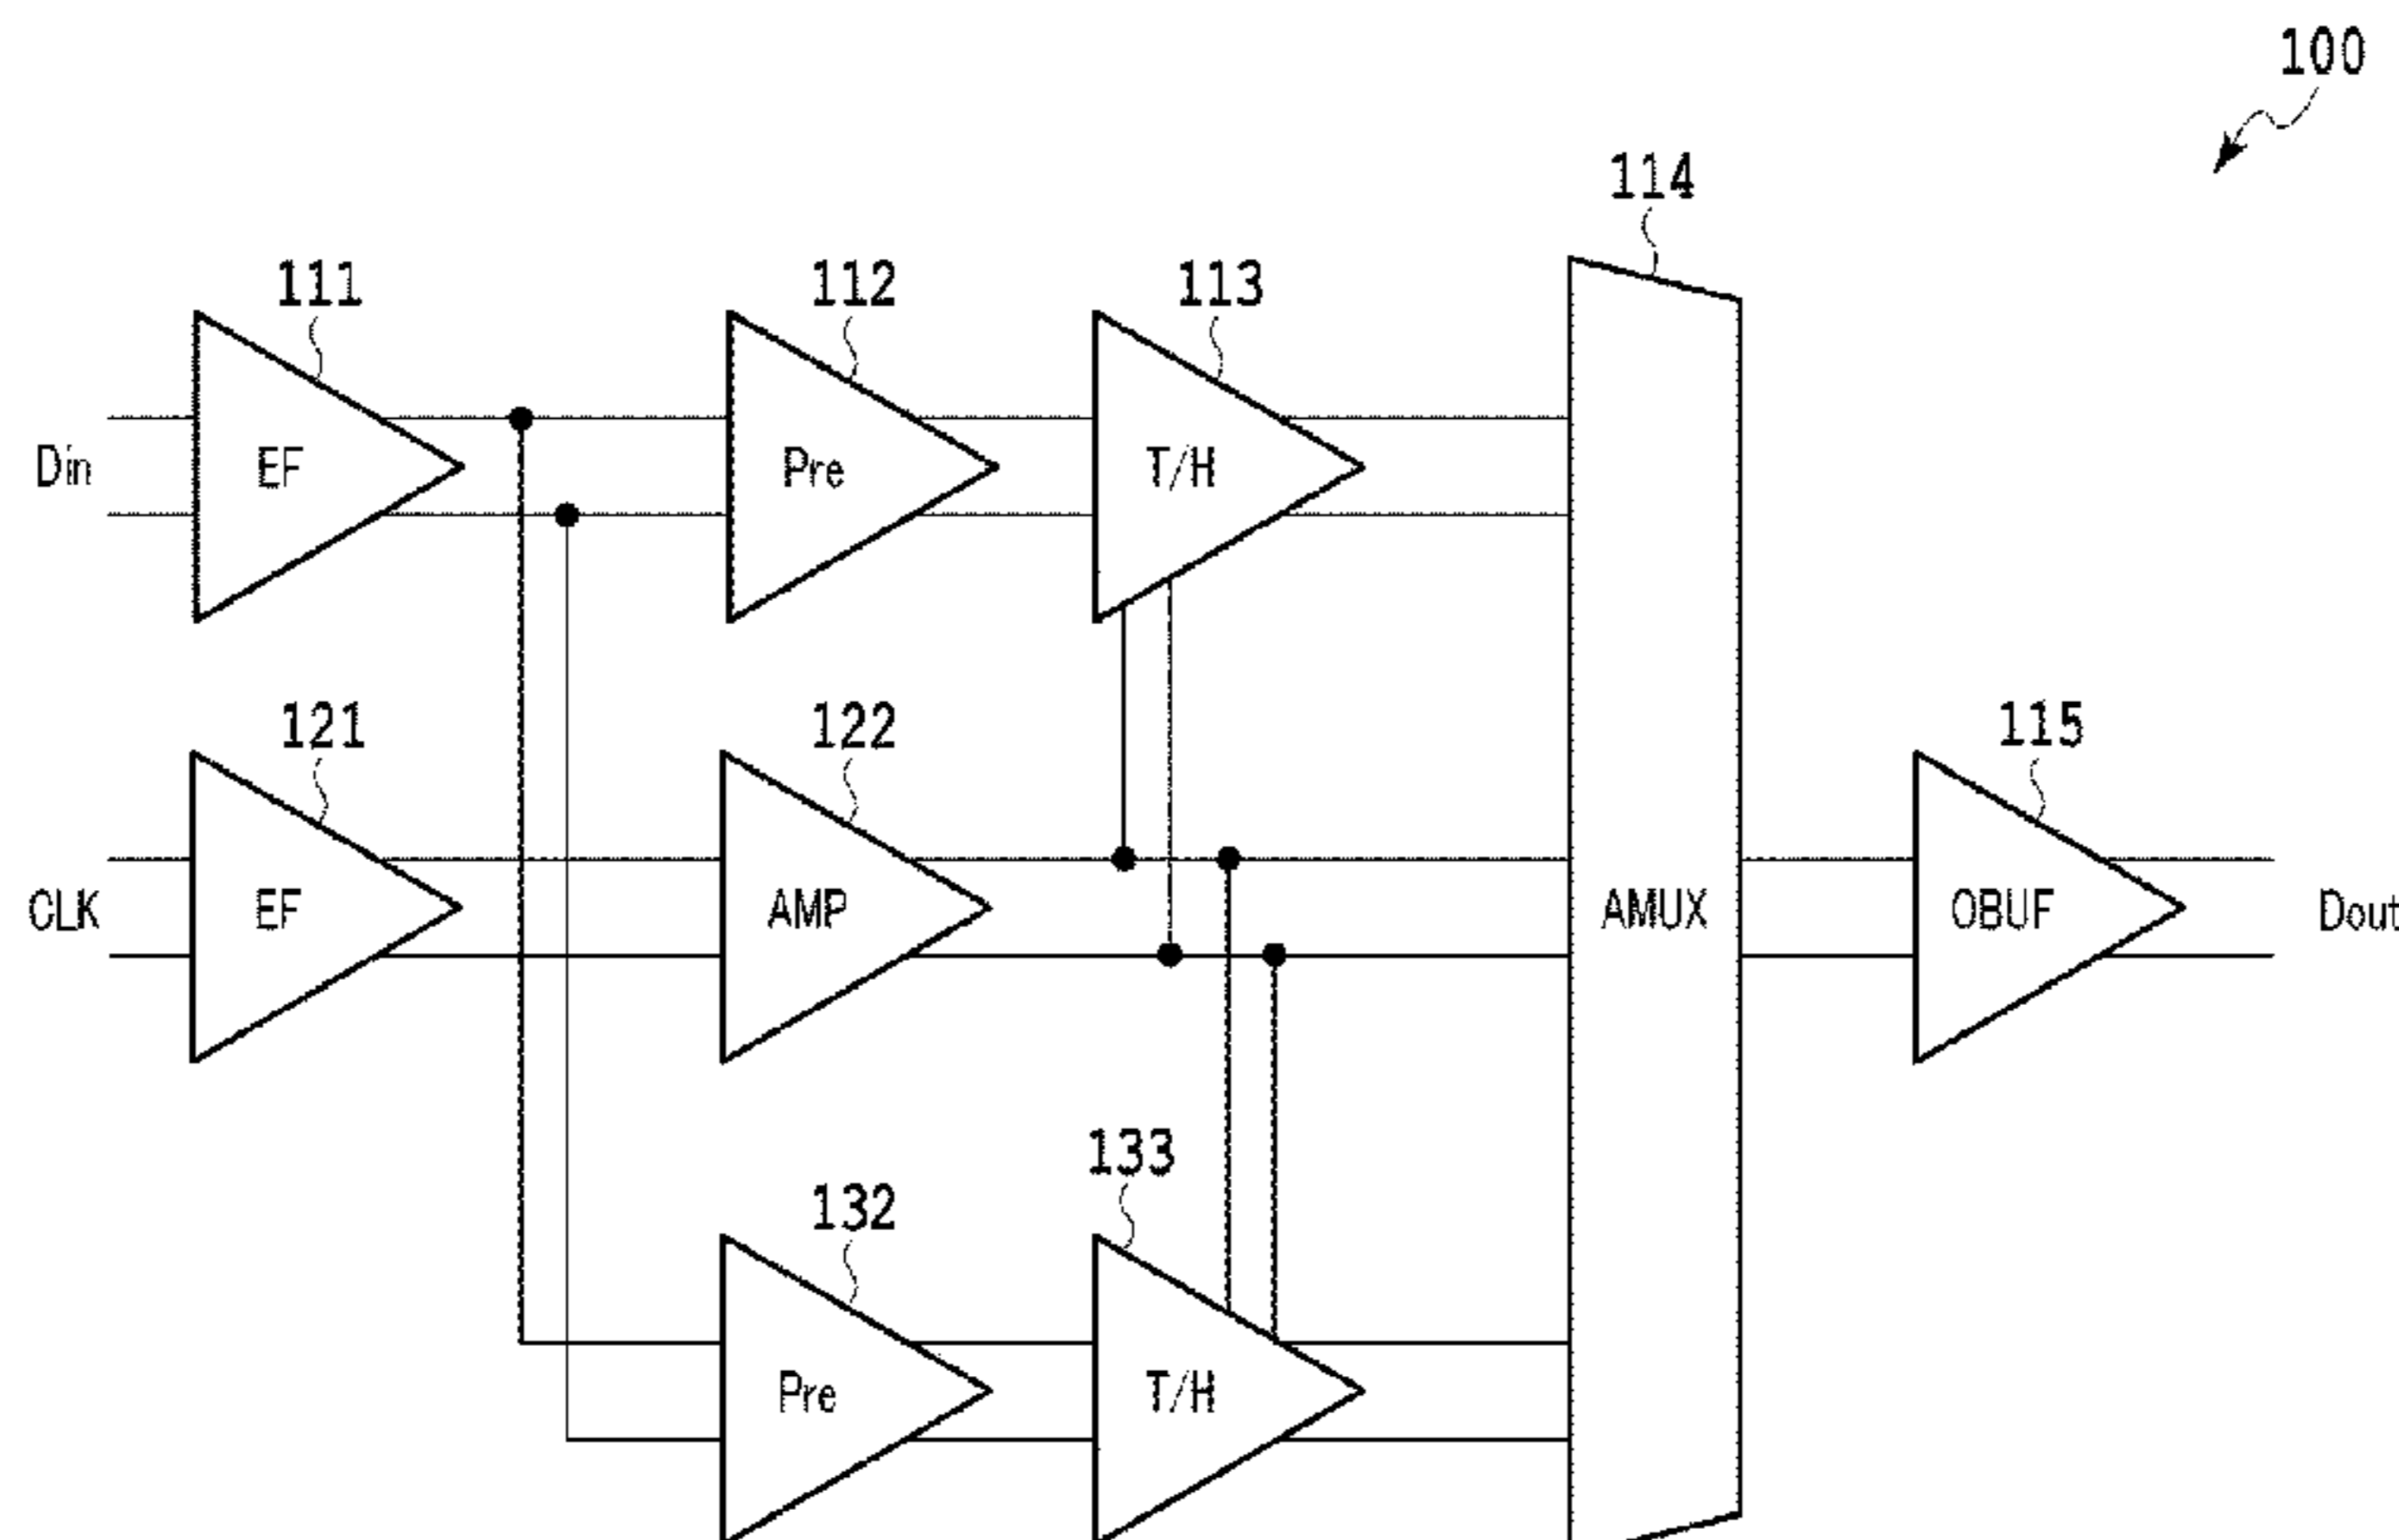 100
114
111
112
113
Din
EF
Pre
T/H
121
122
115
CLK
EF
AMP
AMUX
OBUF
Dout
133
132
Pre
T/H